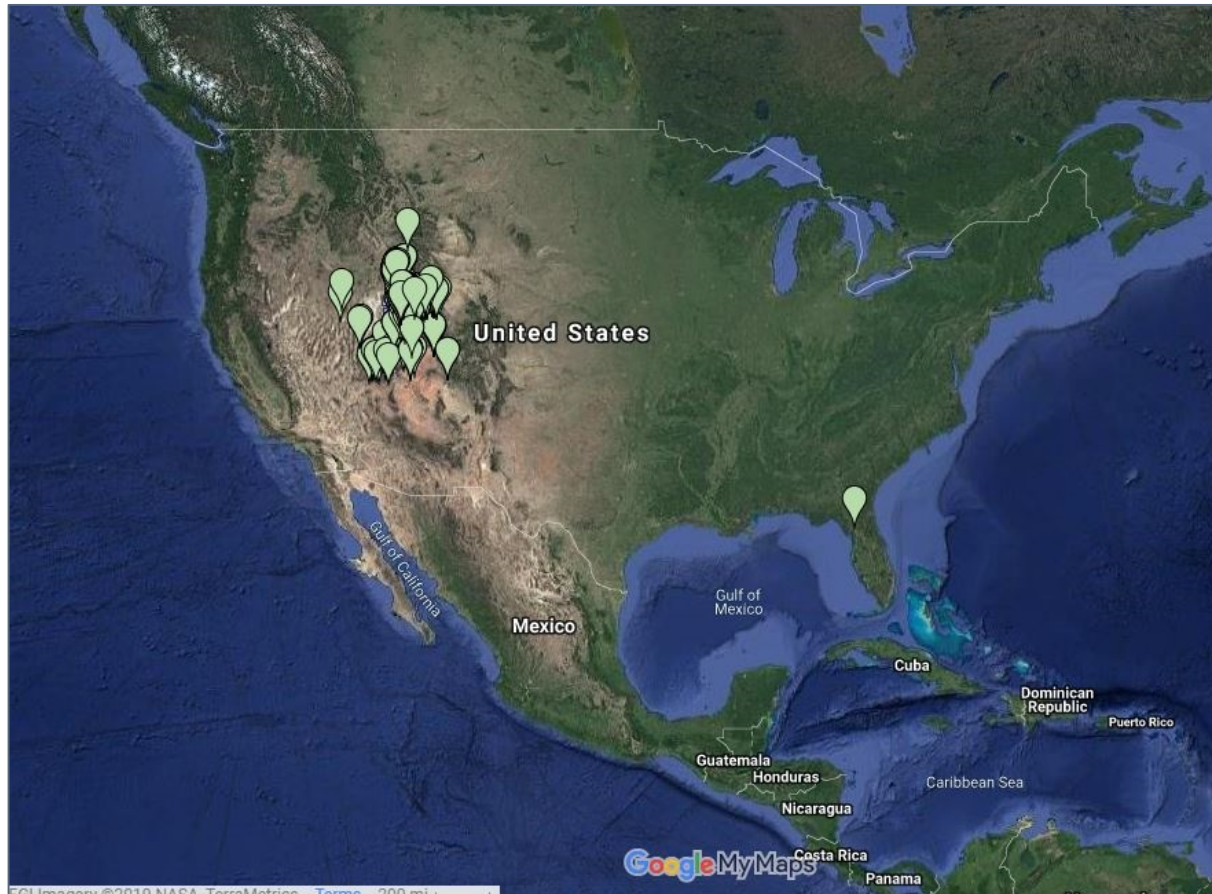 United States
Gulf of California
Gulf of
Mexico
Mexico
Cuba
Dominican
Republic
Puerto Rico
Guatemala
Honduras
Caribbean Sea
Nicaragua
Google My Maps
Costa Rica
Panama
Imagery ©2019 NASA, TerraMetrics Terms 200 mi